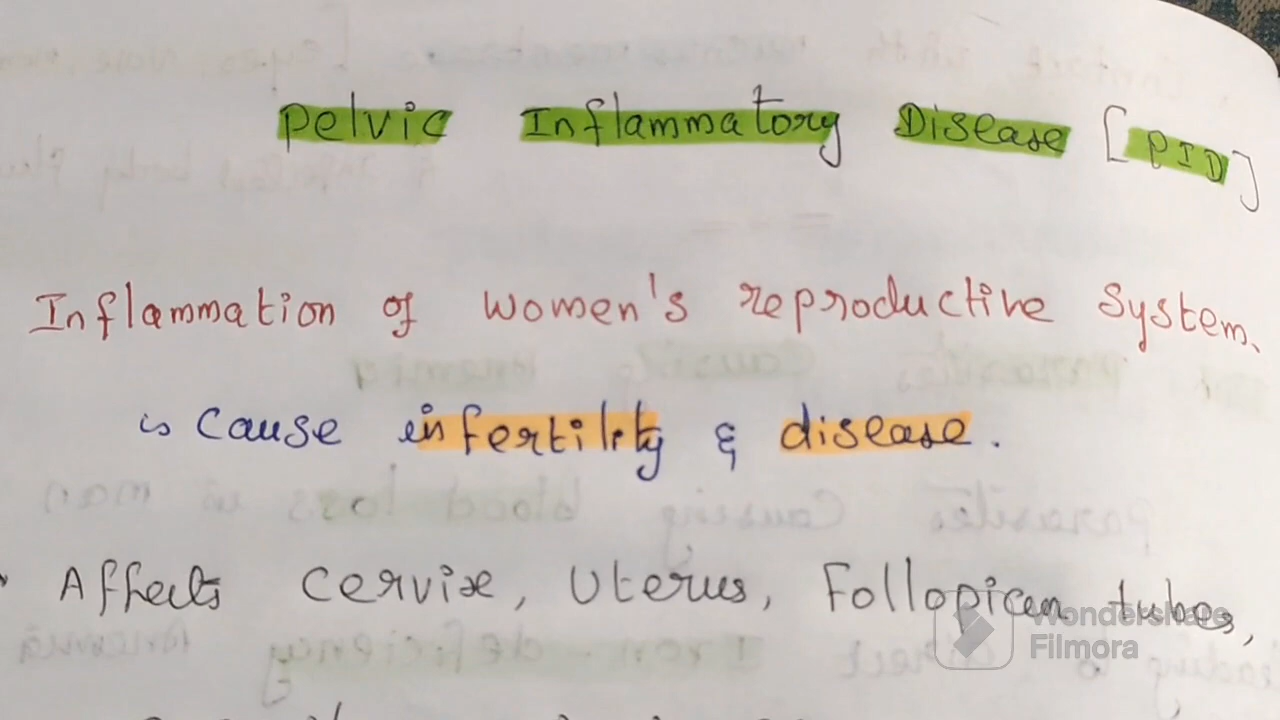 Pelvic Inflammatory Disease [PID]
Inflammation of women's reproductive system.
is cause infertility & disease.
Affects cervix, Uterus, Follopican tubes,
Wondershare
Filmora